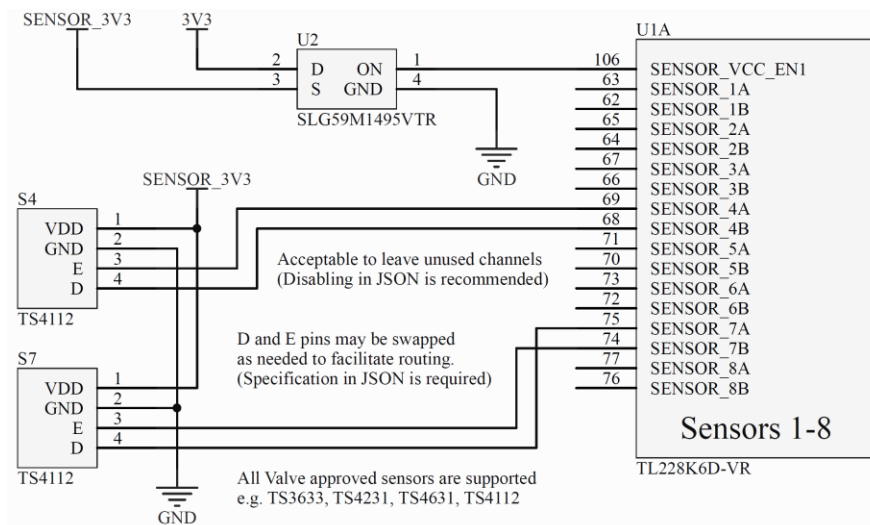 SENSOR_3V3 3V3
U2 U1A
2 D ON 1 106 SENSOR_VCC_EN1
3 S GND 4 63 SENSOR_1A
62 SENSOR_1B
SLG59M1495VTR 65 SENSOR_2A
64 SENSOR_2B
67 SENSOR_3A
GND 66 SENSOR_3B
SENSOR_3V3
S4 69 SENSOR_4A
VDD 1 68 SENSOR_4B
GND 2 71 SENSOR_5A
E 3 70 SENSOR_5B
D 4 73 SENSOR_6A
TS4112 72 SENSOR_6B
Acceptable to leave unused channels
(Disabling in JSON is recommended)
75 SENSOR_7A
74 SENSOR_7B
77 SENSOR_8A
76 SENSOR_8B
D and E pins may be swapped
as needed to facilitate routing.
(Specification in JSON is required)
S7
VDD 1
GND 2
E 3
D 4
TS4112
Sensors 1-8
TL228K6D-VR
All Valve approved sensors are supported
e.g. TS3633, TS4231, TS4631, TS4112
GND